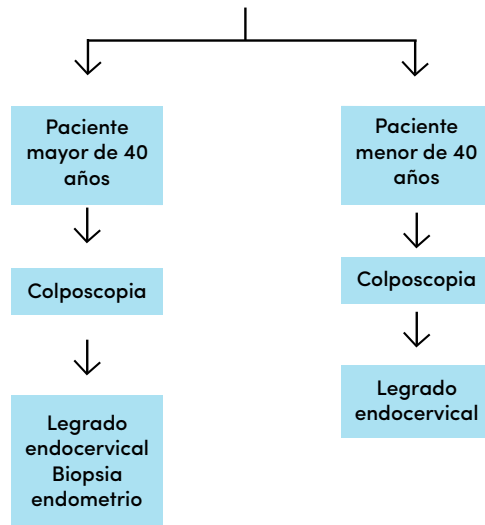 Paciente
mayor de 40
años
Colposcopia
Legrado
endocervical
Biopsia
endometrio
Paciente
menor de 40
años
Colposcopia
Legrado
endocervical